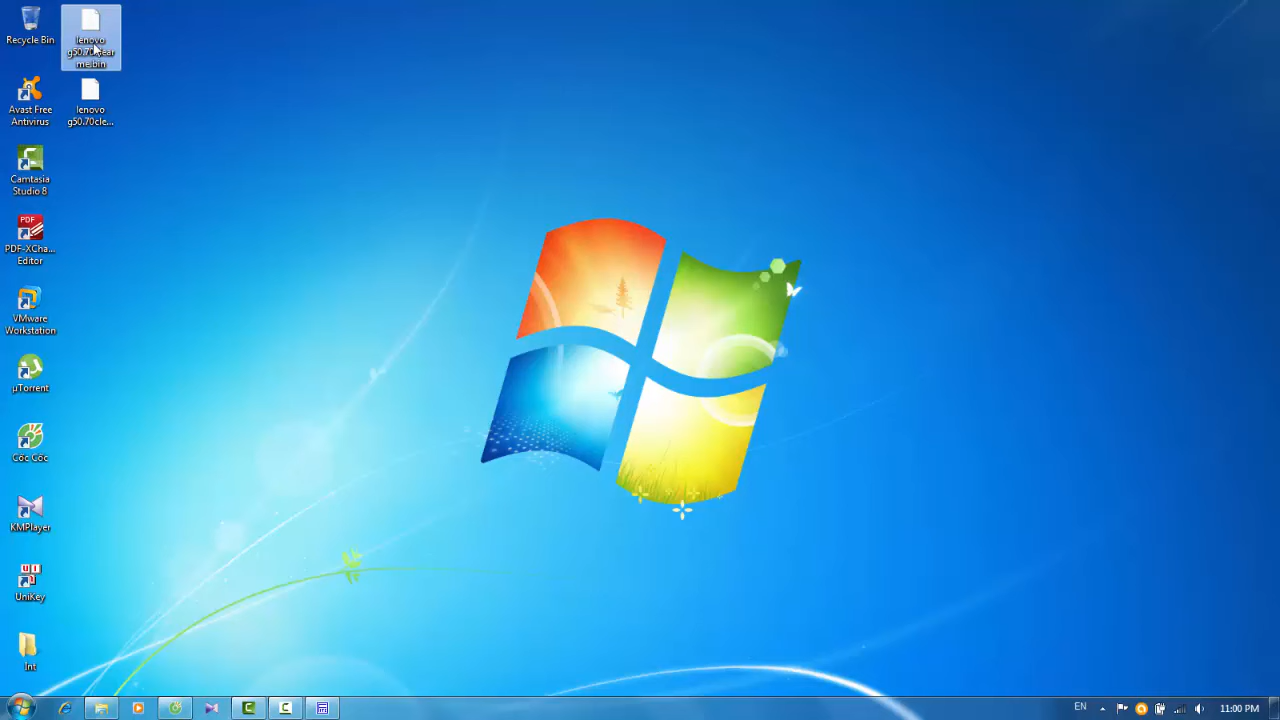 Recycle Bin
lenovo
me.bin
Avast Free
Antivirus
lenovo
g50.70cle...
Camtasia
Studio 8
PDF
PDF-XCha...
Editor
VMware
Workstation
µTorrent
Cốc Cốc
KMPlayer
UniKey
Int
EN
11:00 PM